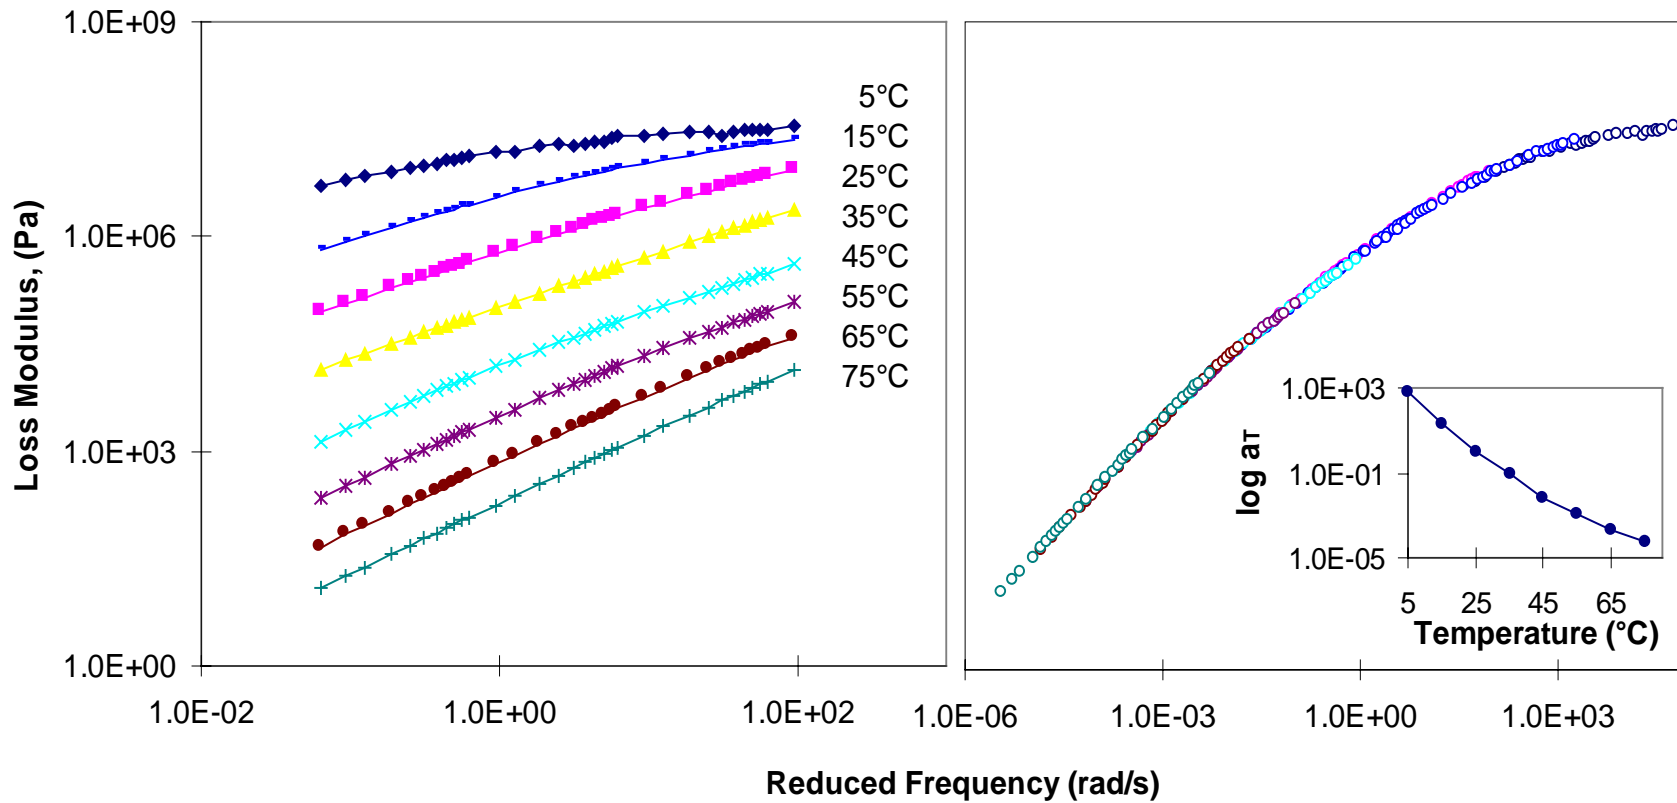 1.0E+09
1.0E+06
1.0E+03
1.0E+00
Loss Modulus, (Pa)
5°C
15°C
25°C
35°C
45°C
55°C
65°C
75°C
1.0E-02
1.0E+00
1.0E+02
1.0E+03
1.0E-01
1.0E-05
log aT
5
25
45
65
Temperature (°C)
1.0E-06
1.0E-03
1.0E+00
1.0E+03
Reduced Frequency (rad/s)